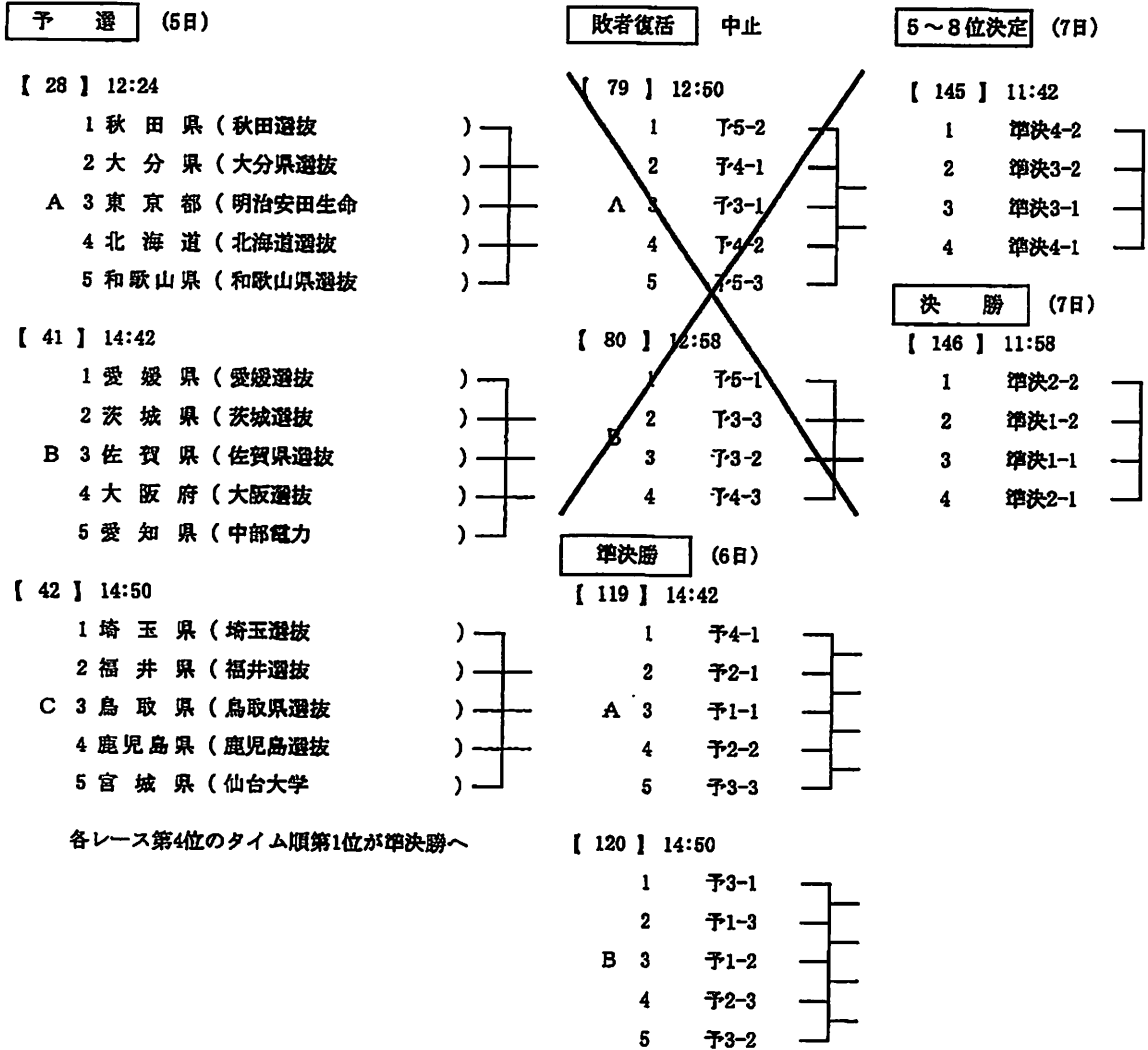 予 選 (5日)
【 28 】 12:24
1 秋 田 県 ( 秋田選抜 )
2 大 分 県 ( 大分県選抜 )
A 3 東 京 都 ( 明治安田生命 )
4 北 海 道 ( 北海道選抜 )
5 和歌山県 ( 和歌山県選抜 )
【 41 】 14:42
1 愛 媛 県 ( 愛媛選抜 )
2 茨 城 県 ( 茨城選抜 )
B 3 佐 賀 県 ( 佐賀県選抜 )
4 大 阪 府 ( 大阪選抜 )
5 愛 知 県 ( 中部電力 )
【 42 】 14:50
1 埼 玉 県 ( 埼玉選抜 )
2 福 井 県 ( 福井選抜 )
C 3 鳥 取 県 ( 鳥取県選抜 )
4 鹿児島県 ( 鹿児島選抜 )
5 宮 城 県 ( 仙台大学 )
各レース第4位のタイム順第1位が準決勝へ
敗者復活 中止
【 79 】 12:50
1 予5-2
2 予4-1
A 3 予3-1
4 予4-2
5 予5-3
【 80 】 12:58
1 予5-1
2 予3-3
B
3 予3-2
4 予4-3
準決勝 (6日)
【 119 】 14:42
1 予4-1
2 予2-1
A 3 予1-1
4 予2-2
5 予3-3
【 120 】 14:50
1 予3-1
2 予1-3
B 3 予1-2
4 予2-3
5 予3-2
5～8位決定 (7日)
【 145 】 11:42
1 準決4-2
2 準決3-2
3 準決3-1
4 準決4-1
決 勝 (7日)
【 146 】 11:58
1 準決2-2
2 準決1-2
3 準決1-1
4 準決2-1